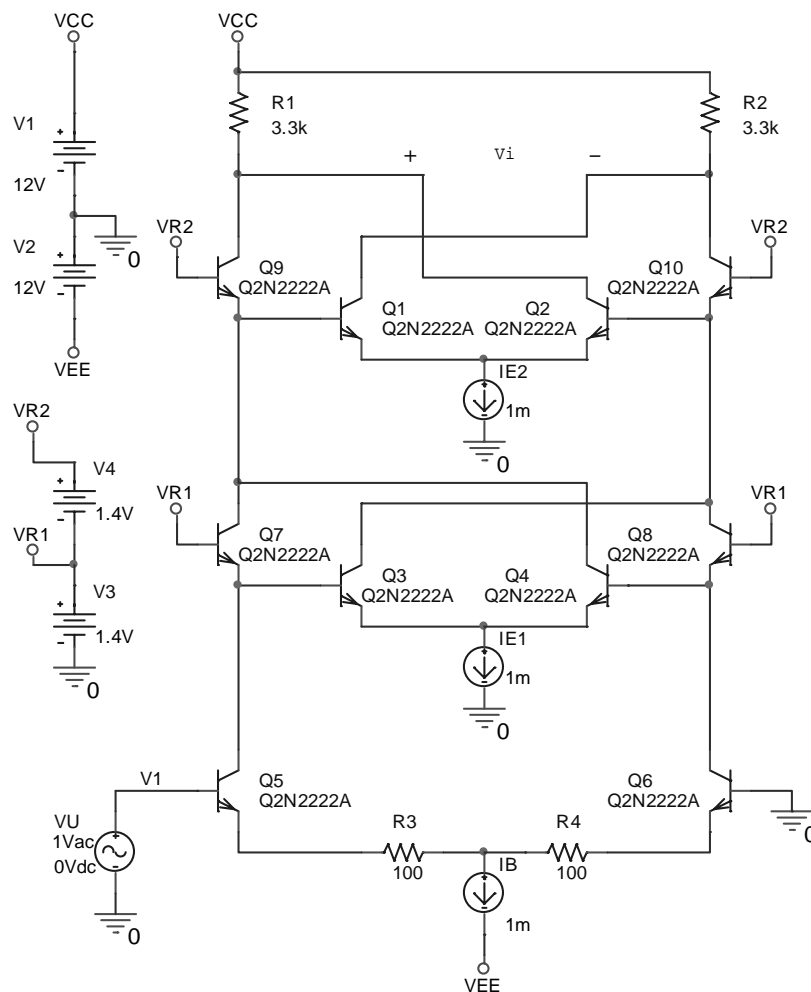 VCC
VCC
R1
3.3k
R2
3.3k
V1
12V
+
Vi
−
0
VR2
VR2
V2
12V
Q9
Q2N2222A
Q10
Q2N2222A
Q1
Q2N2222A
Q2
Q2N2222A
VEE
IE2
1m
0
VR2
V4
1.4V
VR1
VR1
VR1
Q7
Q2N2222A
Q8
Q2N2222A
Q3
Q2N2222A
Q4
Q2N2222A
V3
1.4V
0
IE1
1m
0
V1
Q5
Q2N2222A
Q6
Q2N2222A
VU
1Vac
0Vdc
0
R3
100
R4
100
0
IB
1m
VEE